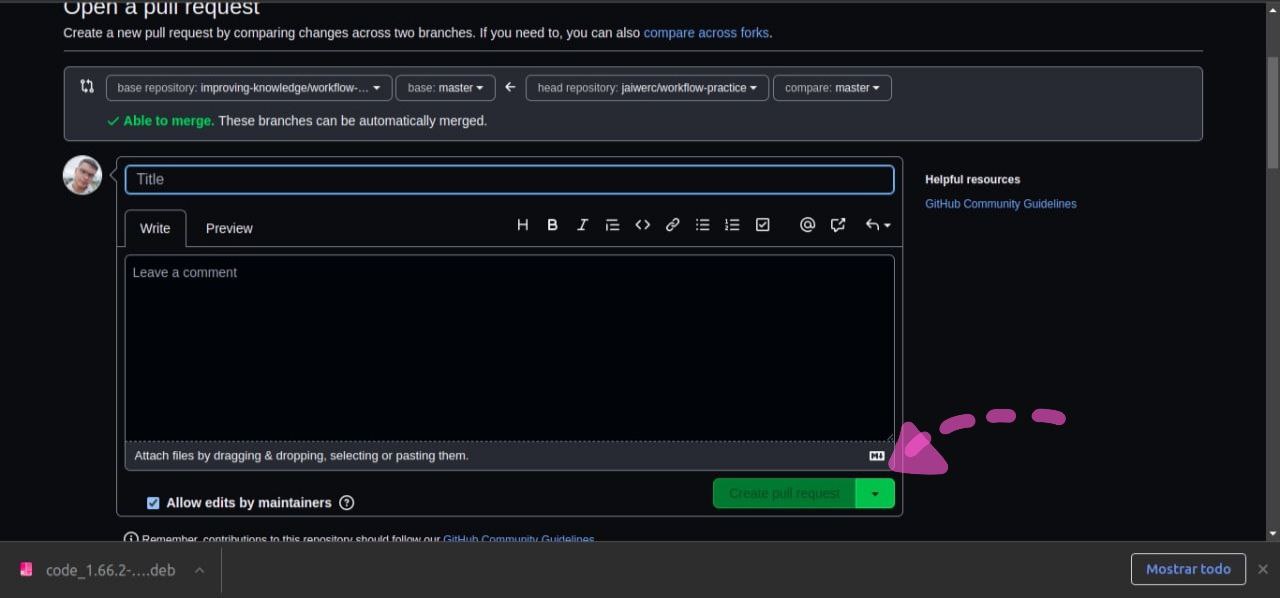 Open a pull request
Create a new pull request by comparing changes across two branches. If you need to, you can also compare across forks.
base repository: improving-knowledge/workflow-... base: master head repository: jaiwerc/workflow-practice compare: master
Able to merge. These branches can be automatically merged.
Title
Helpful resources
GitHub Community Guidelines
Write Preview
Leave a comment
Attach files by dragging & dropping, selecting or pasting them.
Allow edits by maintainers
Create pull request
Remember, contributions to this repository should follow our GitHub Community Guidelines.
code_1.66.2-....deb
Mostrar todo